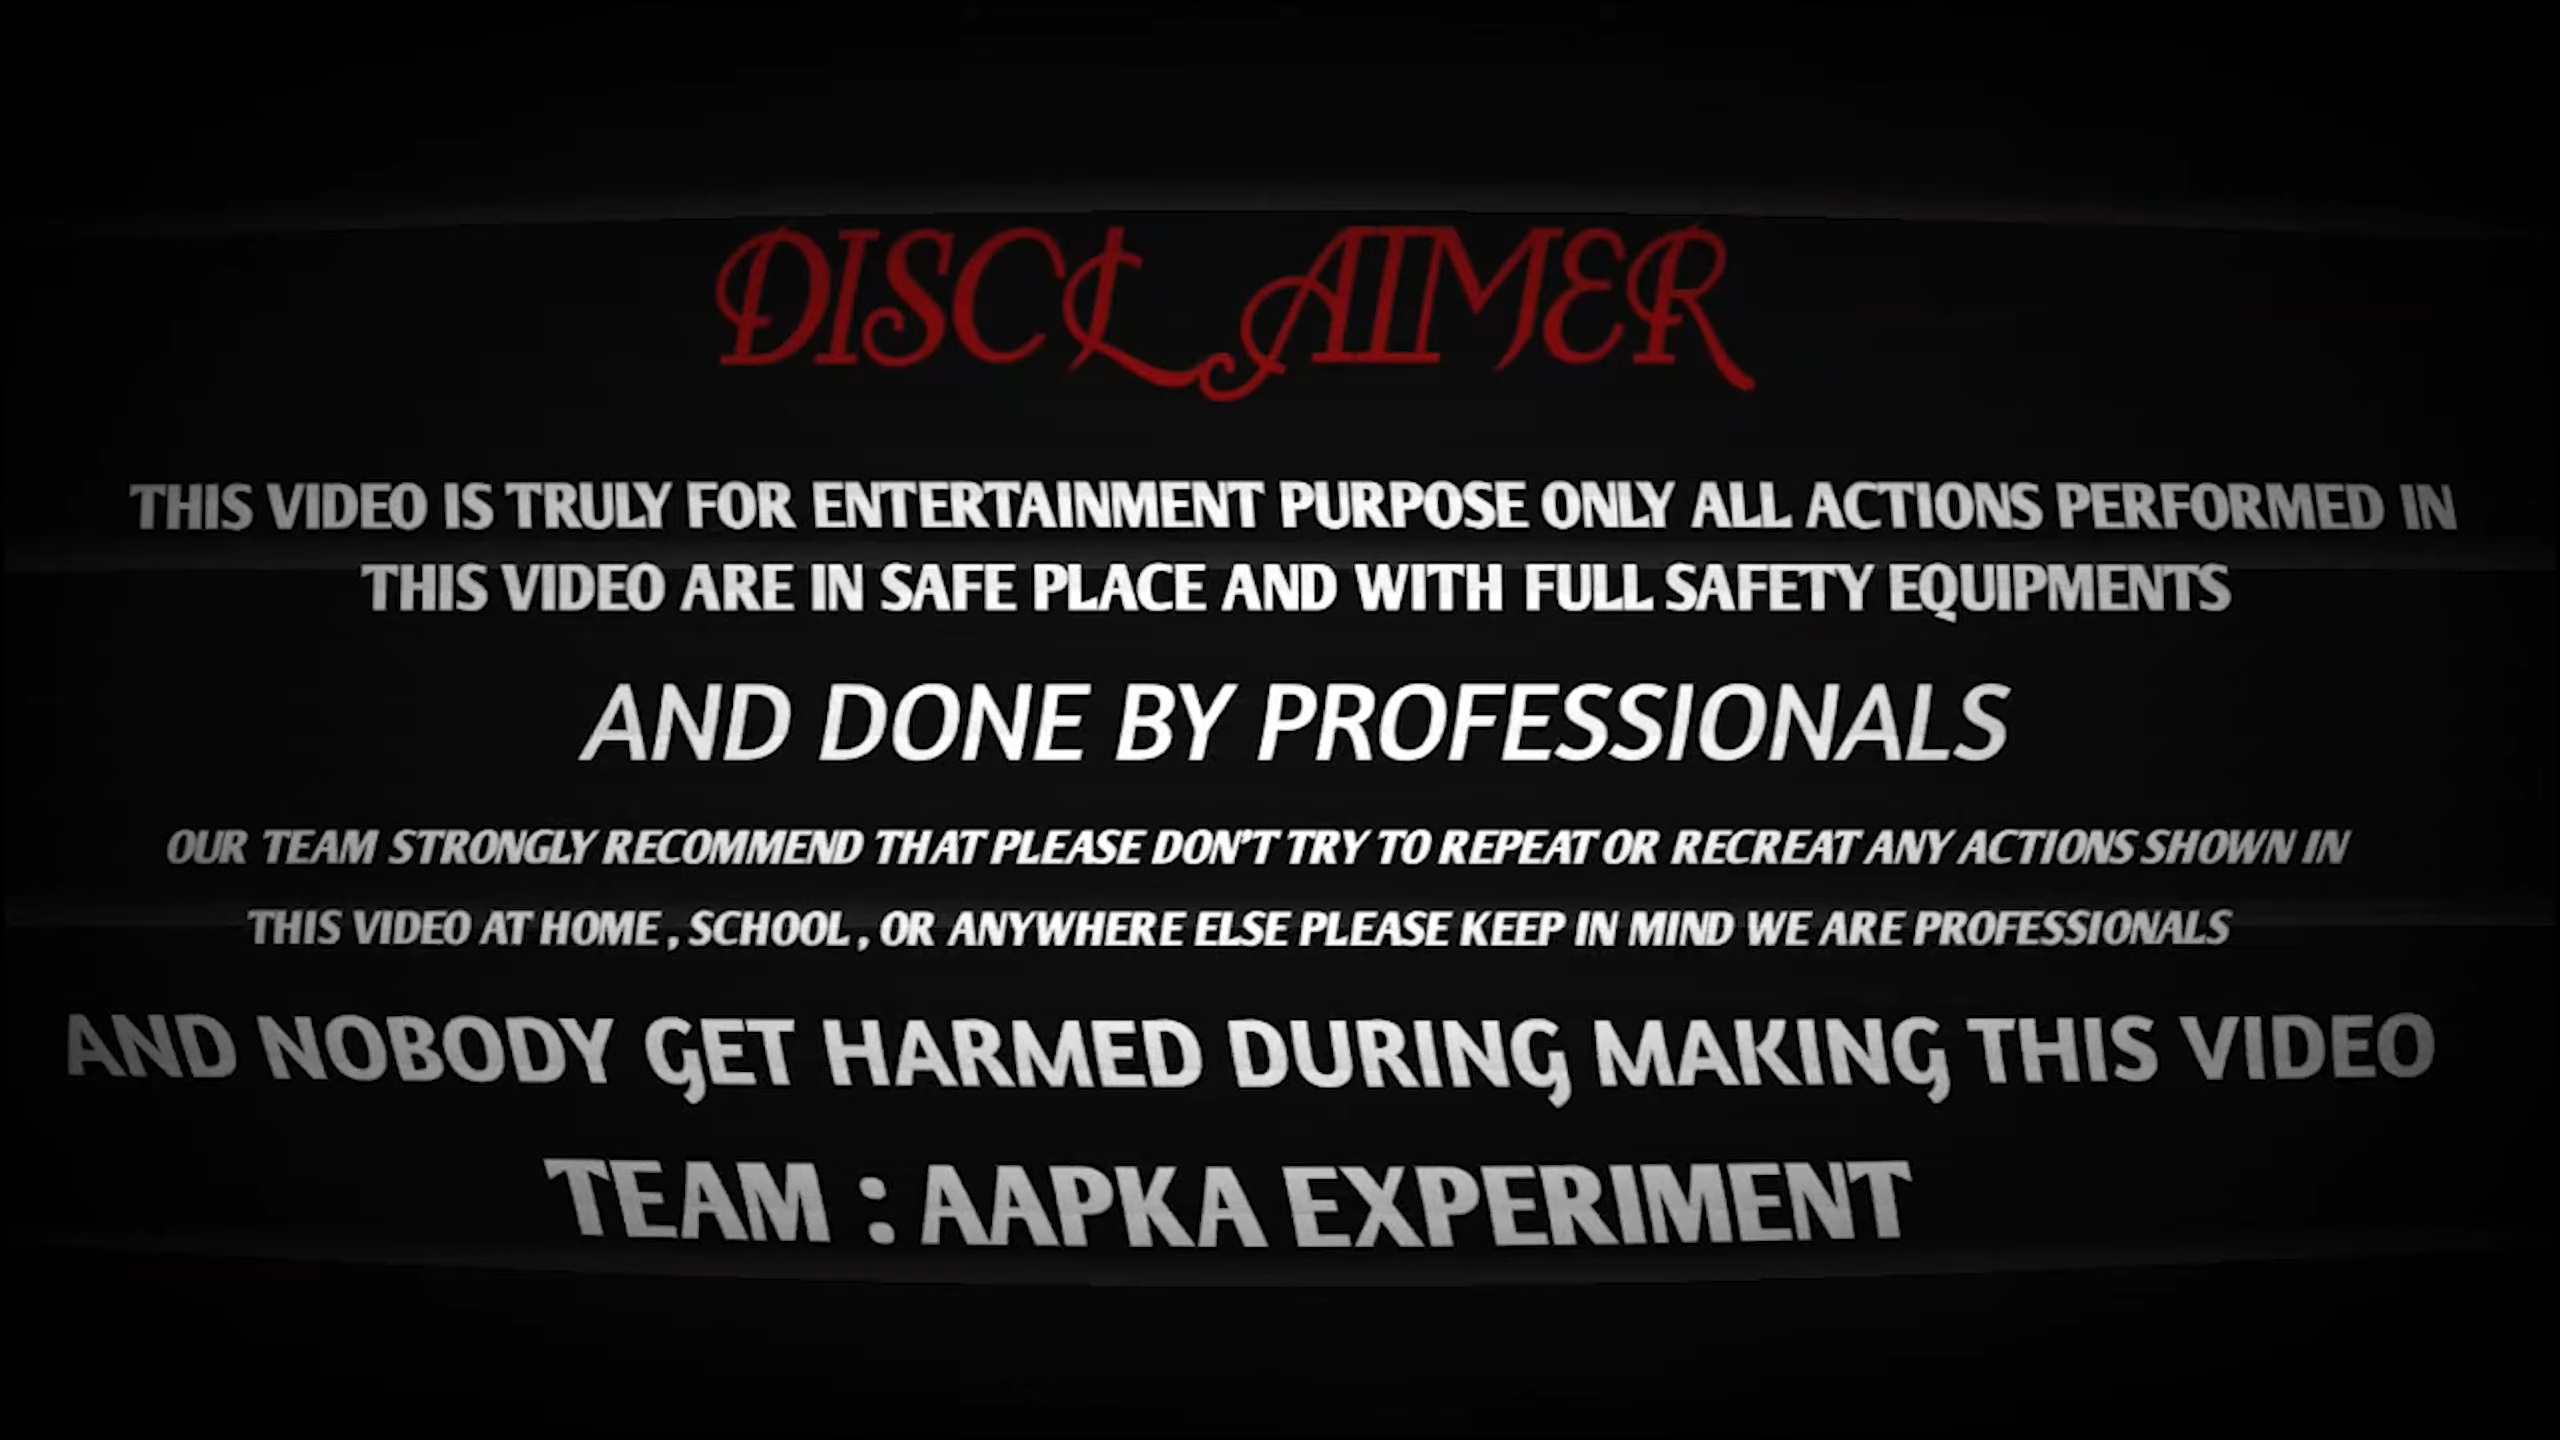 DISCLAIMER
THIS VIDEO IS TRULY FOR ENTERTAINMENT PURPOSE ONLY ALL ACTIONS PERFORMED IN
THIS VIDEO ARE IN SAFE PLACE AND WITH FULL SAFETY EQUIPMENTS
AND DONE BY PROFESSIONALS
OUR TEAM STRONGLY RECOMMEND THAT PLEASE DON'T TRY TO REPEAT OR RECREAT ANY ACTIONS SHOWN IN
THIS VIDEO AT HOME , SCHOOL , OR ANYWHERE ELSE PLEASE KEEP IN MIND WE ARE PROFESSIONALS
AND NOBODY GET HARMED DURING MAKING THIS VIDEO
TEAM : AAPKA EXPERIMENT